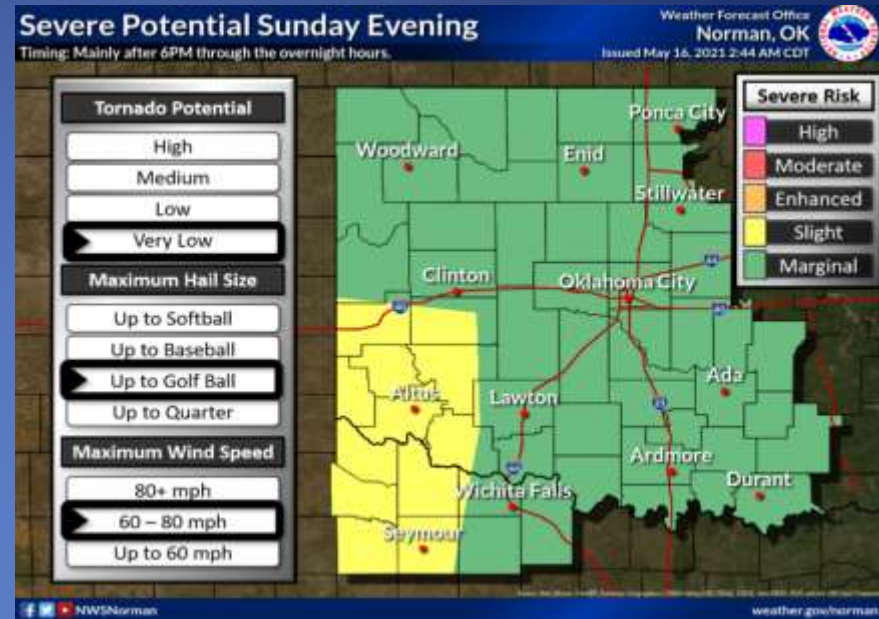 Severe Potential Sunday Evening
Timing: Mainly after 6PM through the overnight hours.
Weather Forecast Office
Norman, OK
Issued May 16, 2021 2:44 AM CDT
Tornado Potential
High
Medium
Low
Very Low
Maximum Hail Size
Up to Softball
Up to Baseball
Up to Golf Ball
Up to Quarter
Maximum Wind Speed
80+ mph
60 – 80 mph
Up to 60 mph
Severe Risk
High
Moderate
Enhanced
Slight
Marginal
Ponca City
Woodward
Enid
Stillwater
Clinton
Oklahoma City
Altus
Lawton
Ada
Ardmore
Wichita Falls
Durant
Seymour
NWSNorman
weather.gov/norman